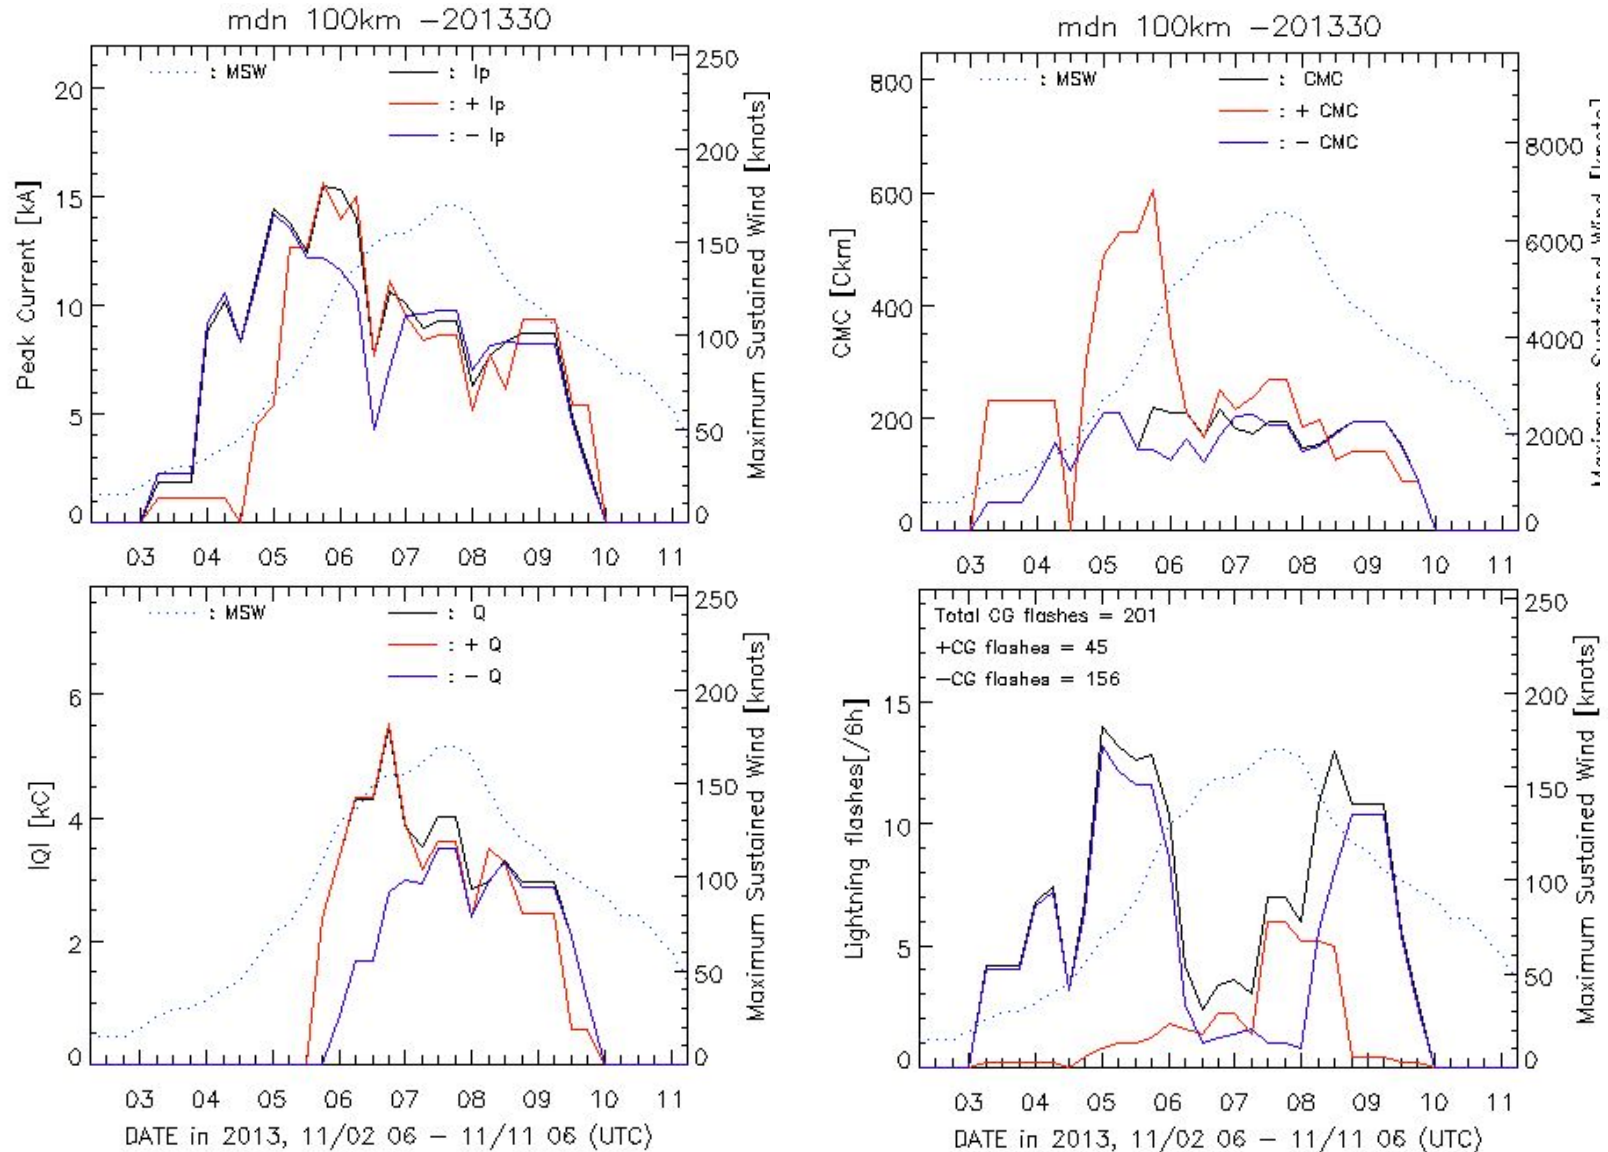 mdn 100km -201330
: MSW
: Ip
: + Ip
: - Ip
Peak Current [kA]
Maximum Sustained Wind [knots]
20
15
10
5
0
250
200
150
100
50
0
03 04 05 06 07 08 09 10 11
mdn 100km -201330
: MSW
: CMC
: + CMC
: - CMC
CMC [Ckm]
Maximum Sustained Wind [knots]
800
600
400
200
0
8000
6000
4000
2000
0
03 04 05 06 07 08 09 10 11
: MSW
: Q
: + Q
: - Q
|Q| [kC]
Maximum Sustained Wind [knots]
6
4
2
0
250
200
150
100
50
0
03 04 05 06 07 08 09 10 11
DATE in 2013, 11/02 06 - 11/11 06 (UTC)
Total CG flashes = 201
+CG flashes = 45
-CG flashes = 156
Lightning flashes[/6h]
Maximum Sustained Wind [knots]
15
10
5
0
250
200
150
100
50
0
03 04 05 06 07 08 09 10 11
DATE in 2013, 11/02 06 - 11/11 06 (UTC)